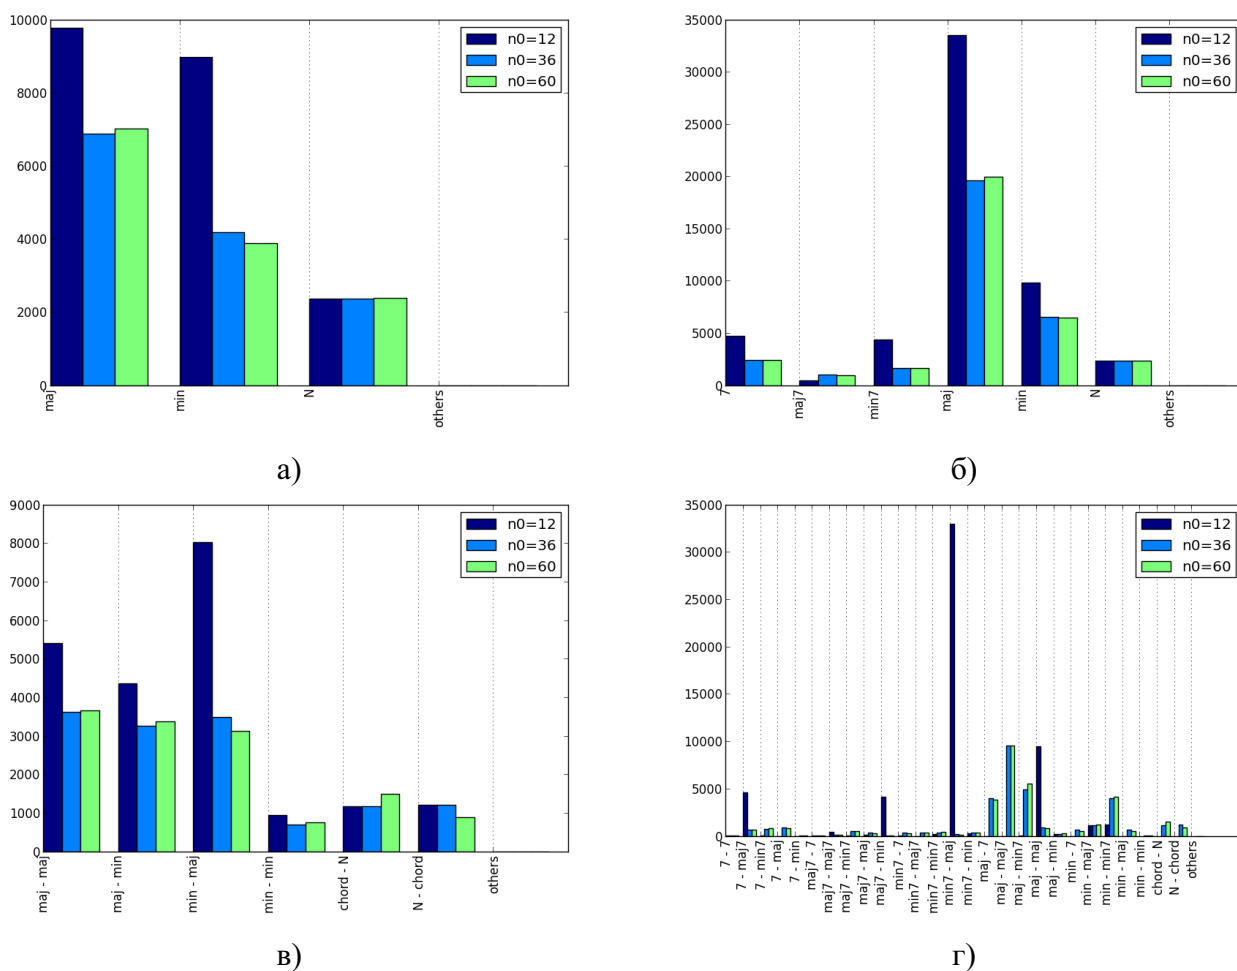 10000
8000
6000
4000
2000
0
n0=12
n0=36
n0=60
maj
min
N
others
а)
35000
30000
25000
20000
15000
10000
5000
0
n0=12
n0=36
n0=60
7
maj7
min7
maj
min
N
others
б)
9000
8000
7000
6000
5000
4000
3000
2000
1000
0
n0=12
n0=36
n0=60
maj - maj
maj - min
min - maj
min - min
chord - N
N - chord
others
в)
35000
30000
25000
20000
15000
10000
5000
0
n0=12
n0=36
n0=60
7 - 7
7 - maj7
7 - min7
7 - maj
7 - min
maj7 - 7
maj7 - maj7
maj7 - min7
maj7 - maj
maj7 - min
min7 - 7
min7 - maj7
min7 - min7
min7 - maj
min7 - min
maj - 7
maj - maj7
maj - min7
maj - maj
maj - min
min - 7
min - maj7
min - min7
min - maj
min - min
chord - N
N - chord
others
г)